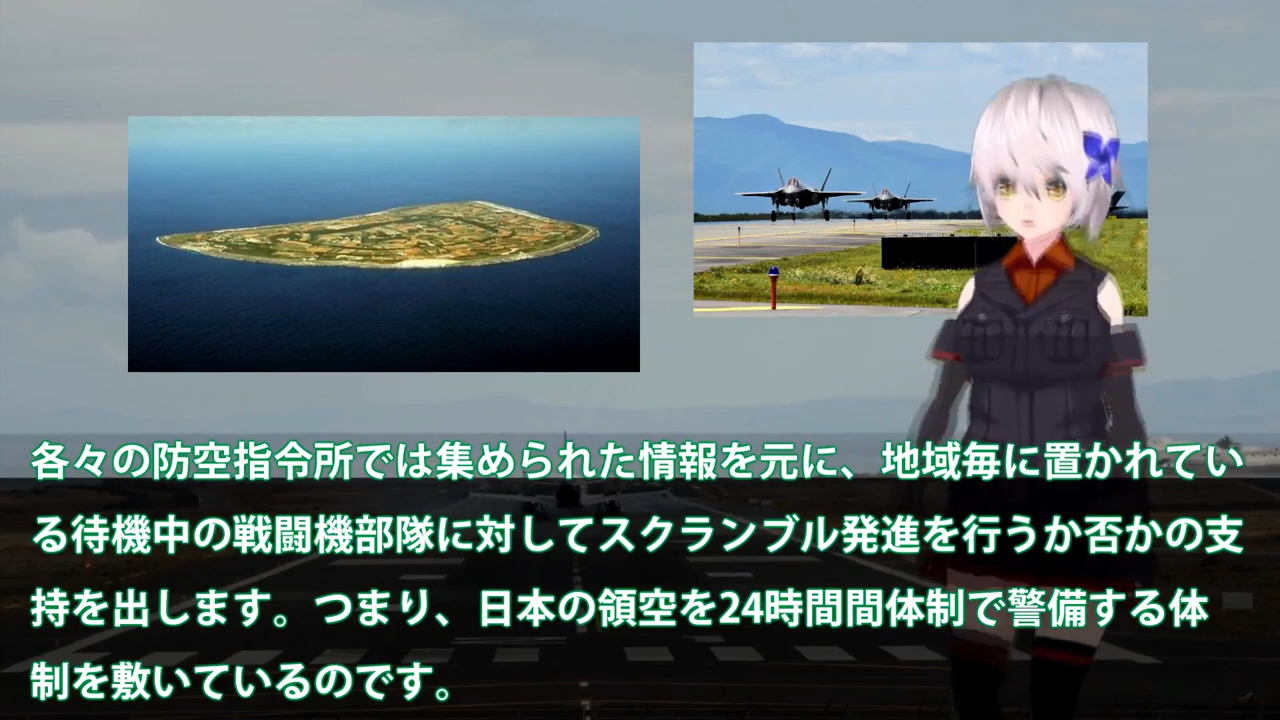 各々の防空指令所では集められた情報を元に、地域毎に置かれてい
る待機中の戦闘機部隊に対してスクランブル発進を行うか否かの支
持を出します。つまり、日本の領空を24時間間体制で警備する体
制を敷いているのです。